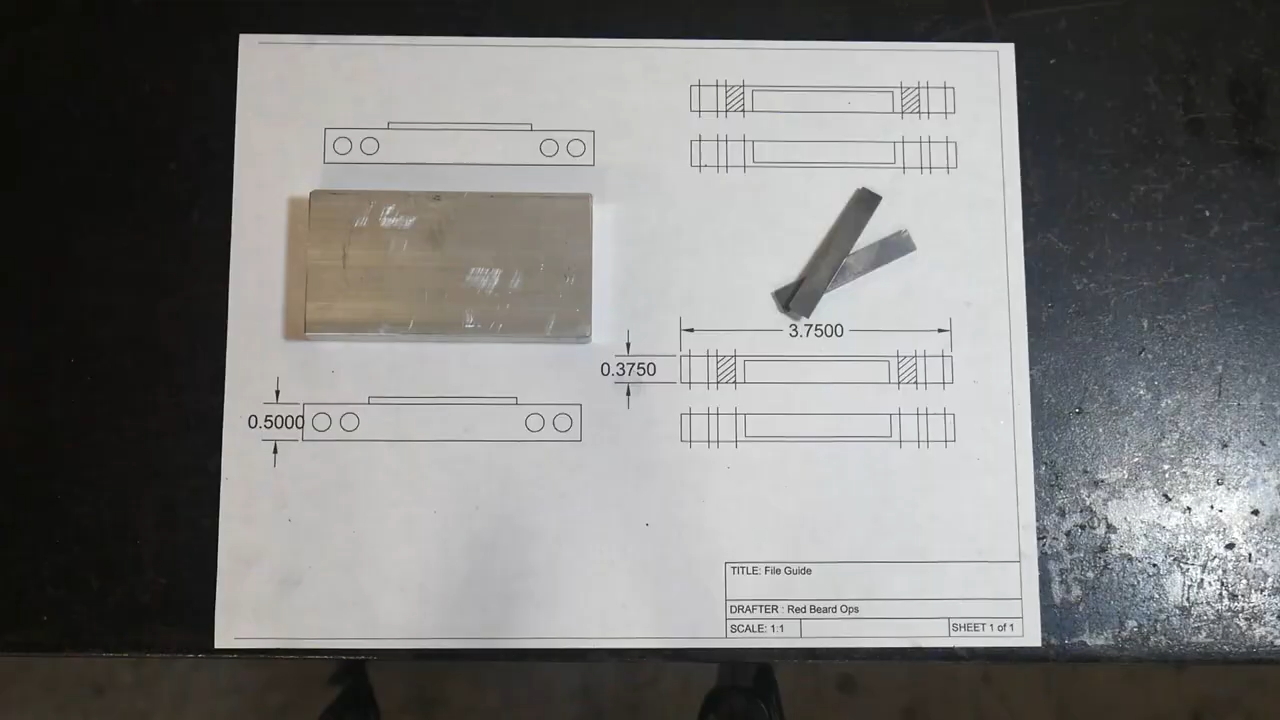 3.7500
0.3750
0.5000
TITLE: File Guide
DRAFTER : Red Beard Ops
SCALE: 1:1
SHEET 1 of 1